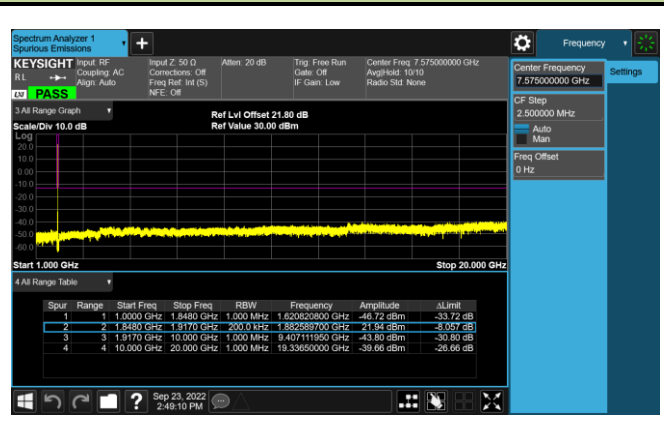 Spectrum Analyzer 1
Spurious Emissions
Frequency
KEYSIGHT Input: RF Input Z: 50 Ω Atten: 20 dB Trig: Free Run Center Freq: 7.575000000 GHz
RL Coupling: AC Corrections: Off Gate: Off Avg|Hold: 10/10
Align: Auto Freq Ref: Int (S) IF Gain: Low Radio Std: None
LXI PASS NFE: Off
Center Frequency
7.575000000 GHz
Settings
CF Step
2.500000 MHz
Auto
Man
Freq Offset
0 Hz
3 All Range Graph
Ref Lvl Offset 21.80 dB
Scale/Div 10.0 dB Ref Value 30.00 dBm
Log
20.0
10.0
0.00
-10.0
-20.0
-30.0
-40.0
-50.0
-60.0
Start 1.000 GHz Stop 20.000 GHz
4 All Range Table
Spur Range Start Freq Stop Freq RBW Frequency Amplitude ΔLimit
1 1 1.0000 GHz 1.8480 GHz 1.000 MHz 1.620820800 GHz -46.72 dBm -33.72 dB
2 2 1.8480 GHz 1.9170 GHz 200.0 kHz 1.882589700 GHz 21.94 dBm -8.057 dB
3 3 1.9170 GHz 10.000 GHz 1.000 MHz 9.407111950 GHz -43.80 dBm -30.80 dB
4 4 10.000 GHz 20.000 GHz 1.000 MHz 19.33650000 GHz -39.66 dBm -26.66 dB
Sep 23, 2022
2:49:10 PM